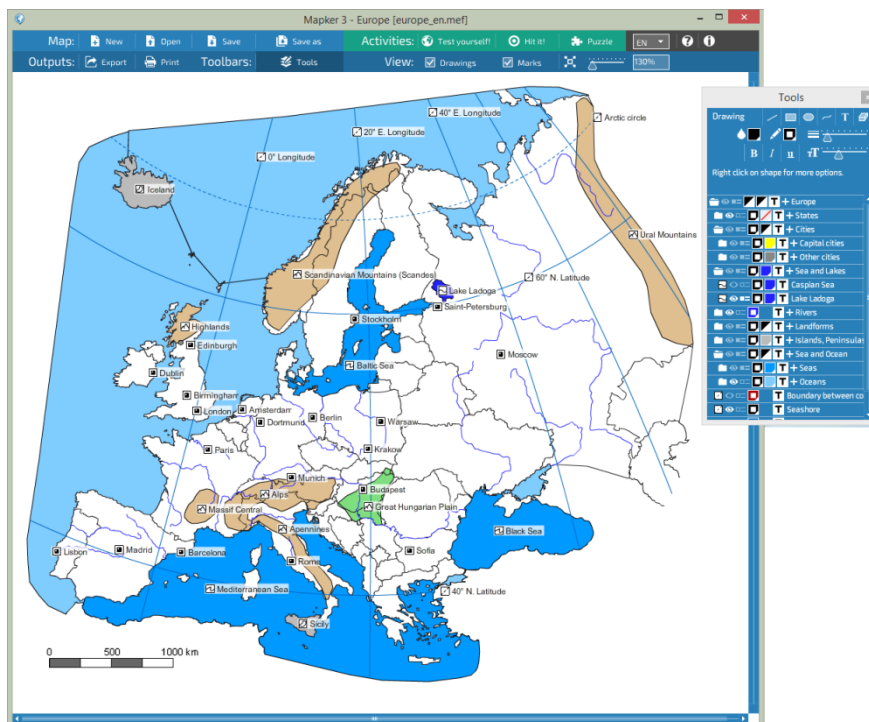 Mapker 3 - Europe [europe_en.mef]
Map: New Open Save Save as Activities: Test yourself! Hit it! Puzzle EN
Outputs: Export Print Toolbars: Tools View: Drawings Marks 130%
40° E. Longitude
Arctic circle
20° E. Longitude
0° Longitude
Iceland
Ural Mountains
Scandinavian Mountains (Scandes)
60° N. Latitude
Lake Ladoga
Saint-Petersburg
Stockholm
Highlands
Edinburgh
Moscow
Baltic Sea
Dublin
Birmingham
London
Amsterdam
Berlin
Dortmund
Warsaw
Paris
Krakow
Munich
Budapest
Alps
Massif Central
Great Hungarian Plain
Apennines
Black Sea
Lisbon
Madrid
Barcelona
Sofia
Rome
Mediterranean Sea
40° N. Latitude
Sicily
0 500 1000 km
Tools
Drawing
T
B I u TT
Right click on shape for more options.
T + Europe
T + States
T + Cities
T + Capital cities
T + Other cities
T + Sea and Lakes
T Caspian Sea
T Lake Ladoga
T + Rivers
T + Landforms
T + Islands, Peninsulas
T + Sea and Ocean
T + Seas
T + Oceans
T Boundary between co
T Seashore